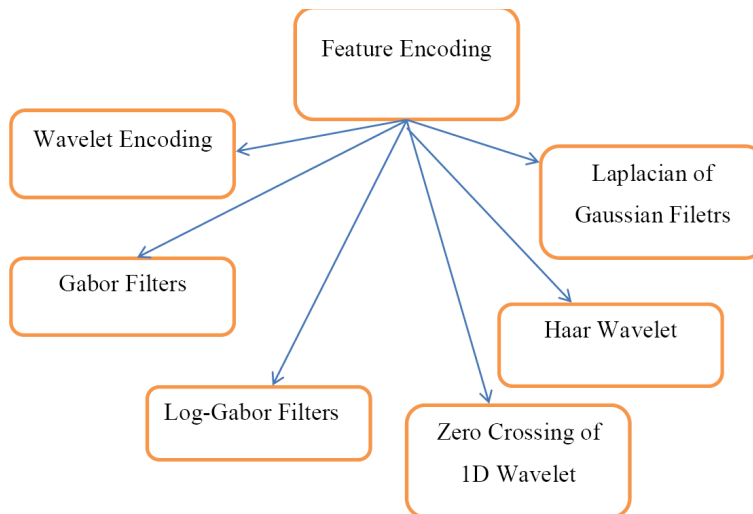 Feature Encoding
Wavelet Encoding
Laplacian of
Gaussian Filetrs
Gabor Filters
Haar Wavelet
Log-Gabor Filters
Zero Crossing of
1D Wavelet